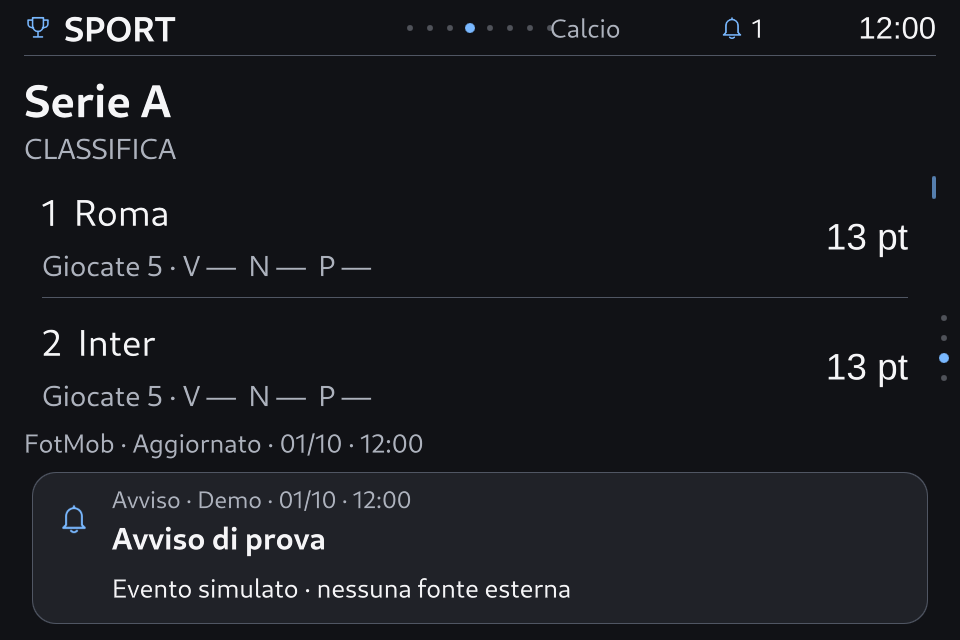 SPORT
Calcio
1
12:00
Serie A
CLASSIFICA
1 Roma
13 pt
Giocate 5 · V — N — P —
2 Inter
13 pt
Giocate 5 · V — N — P —
FotMob · Aggiornato · 01/10 · 12:00
Avviso · Demo · 01/10 · 12:00
Avviso di prova
Evento simulato · nessuna fonte esterna